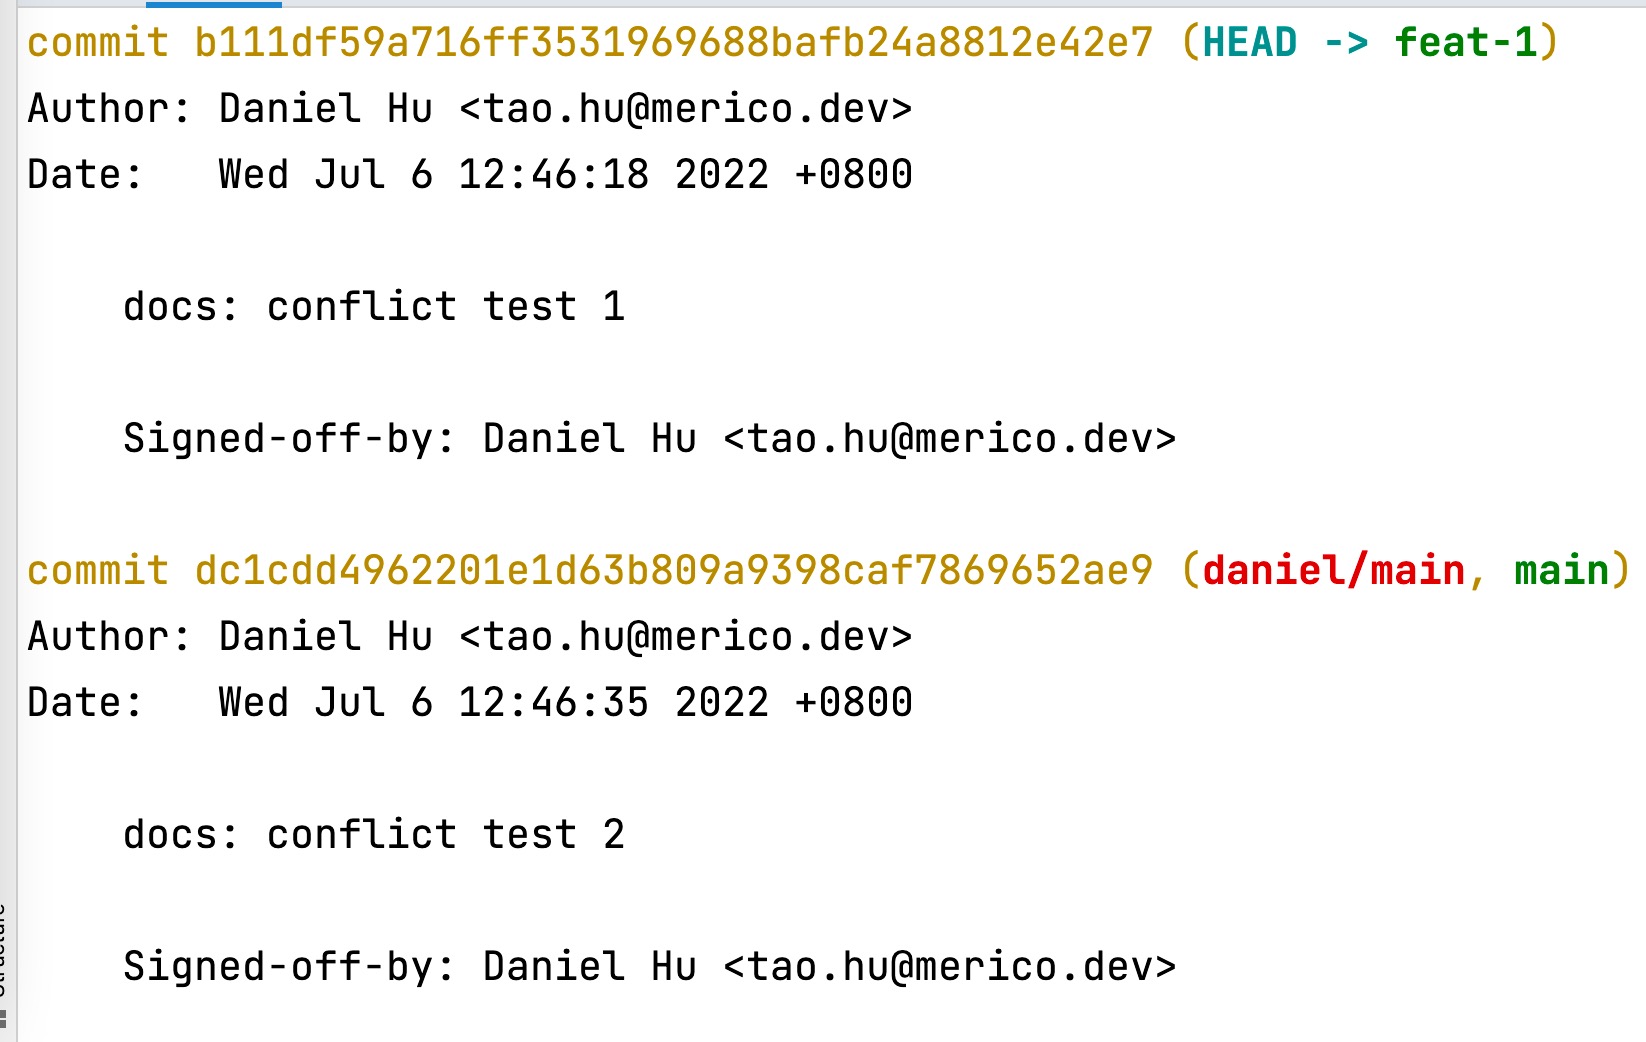 commit b111df59a716ff3531969688bafb24a8812e42e7 (HEAD -> feat-1)
Author: Daniel Hu <tao.hu@merico.dev>
Date:   Wed Jul 6 12:46:18 2022 +0800
    docs: conflict test 1
    Signed-off-by: Daniel Hu <tao.hu@merico.dev>
commit dc1cdd4962201e1d63b809a9398caf7869652ae9 (daniel/main, main)
Author: Daniel Hu <tao.hu@merico.dev>
Date:   Wed Jul 6 12:46:35 2022 +0800
    docs: conflict test 2
    Signed-off-by: Daniel Hu <tao.hu@merico.dev>